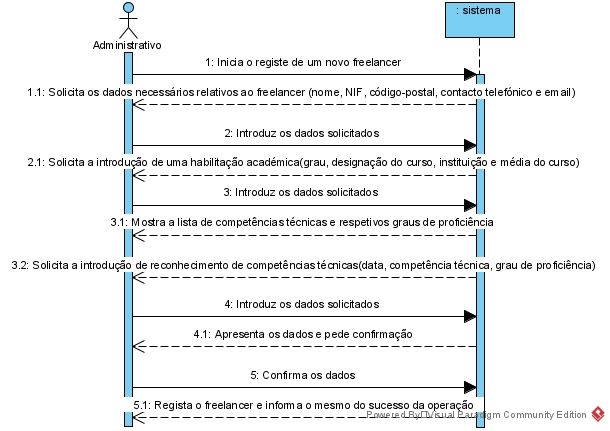 : sistema
Administrativo
1: Inicia o registe de um novo freelancer
1.1: Solicita os dados necessários relativos ao freelancer (nome, NIF, código-postal, contacto telefónico e email)
2: Introduz os dados solicitados
2.1: Solicita a introdução de uma habilitação académica(grau, designação do curso, instituição e média do curso)
3: Introduz os dados solicitados
3.1: Mostra a lista de competências técnicas e respetivos graus de proficiência
3.2: Solicita a introdução de reconhecimento de competências técnicas(data, competência técnica, grau de proficiência)
4: Introduz os dados solicitados
4.1: Apresenta os dados e pede confirmação
5: Confirma os dados
5.1: Regista o freelancer e informa o mesmo do sucesso da operação
Powered By Visual Paradigm Community Edition